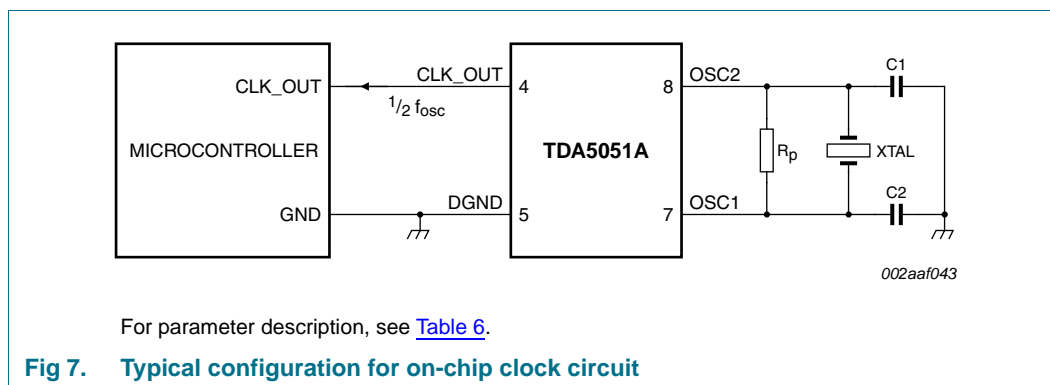 MICROCONTROLLER
CLK_OUT
GND
CLK_OUT
1/2 fosc
DGND
TDA5051A
4
5
8
7
OSC2
OSC1
Rp
XTAL
C1
C2
002aaf043
For parameter description, see Table 6.
Fig 7. Typical configuration for on-chip clock circuit